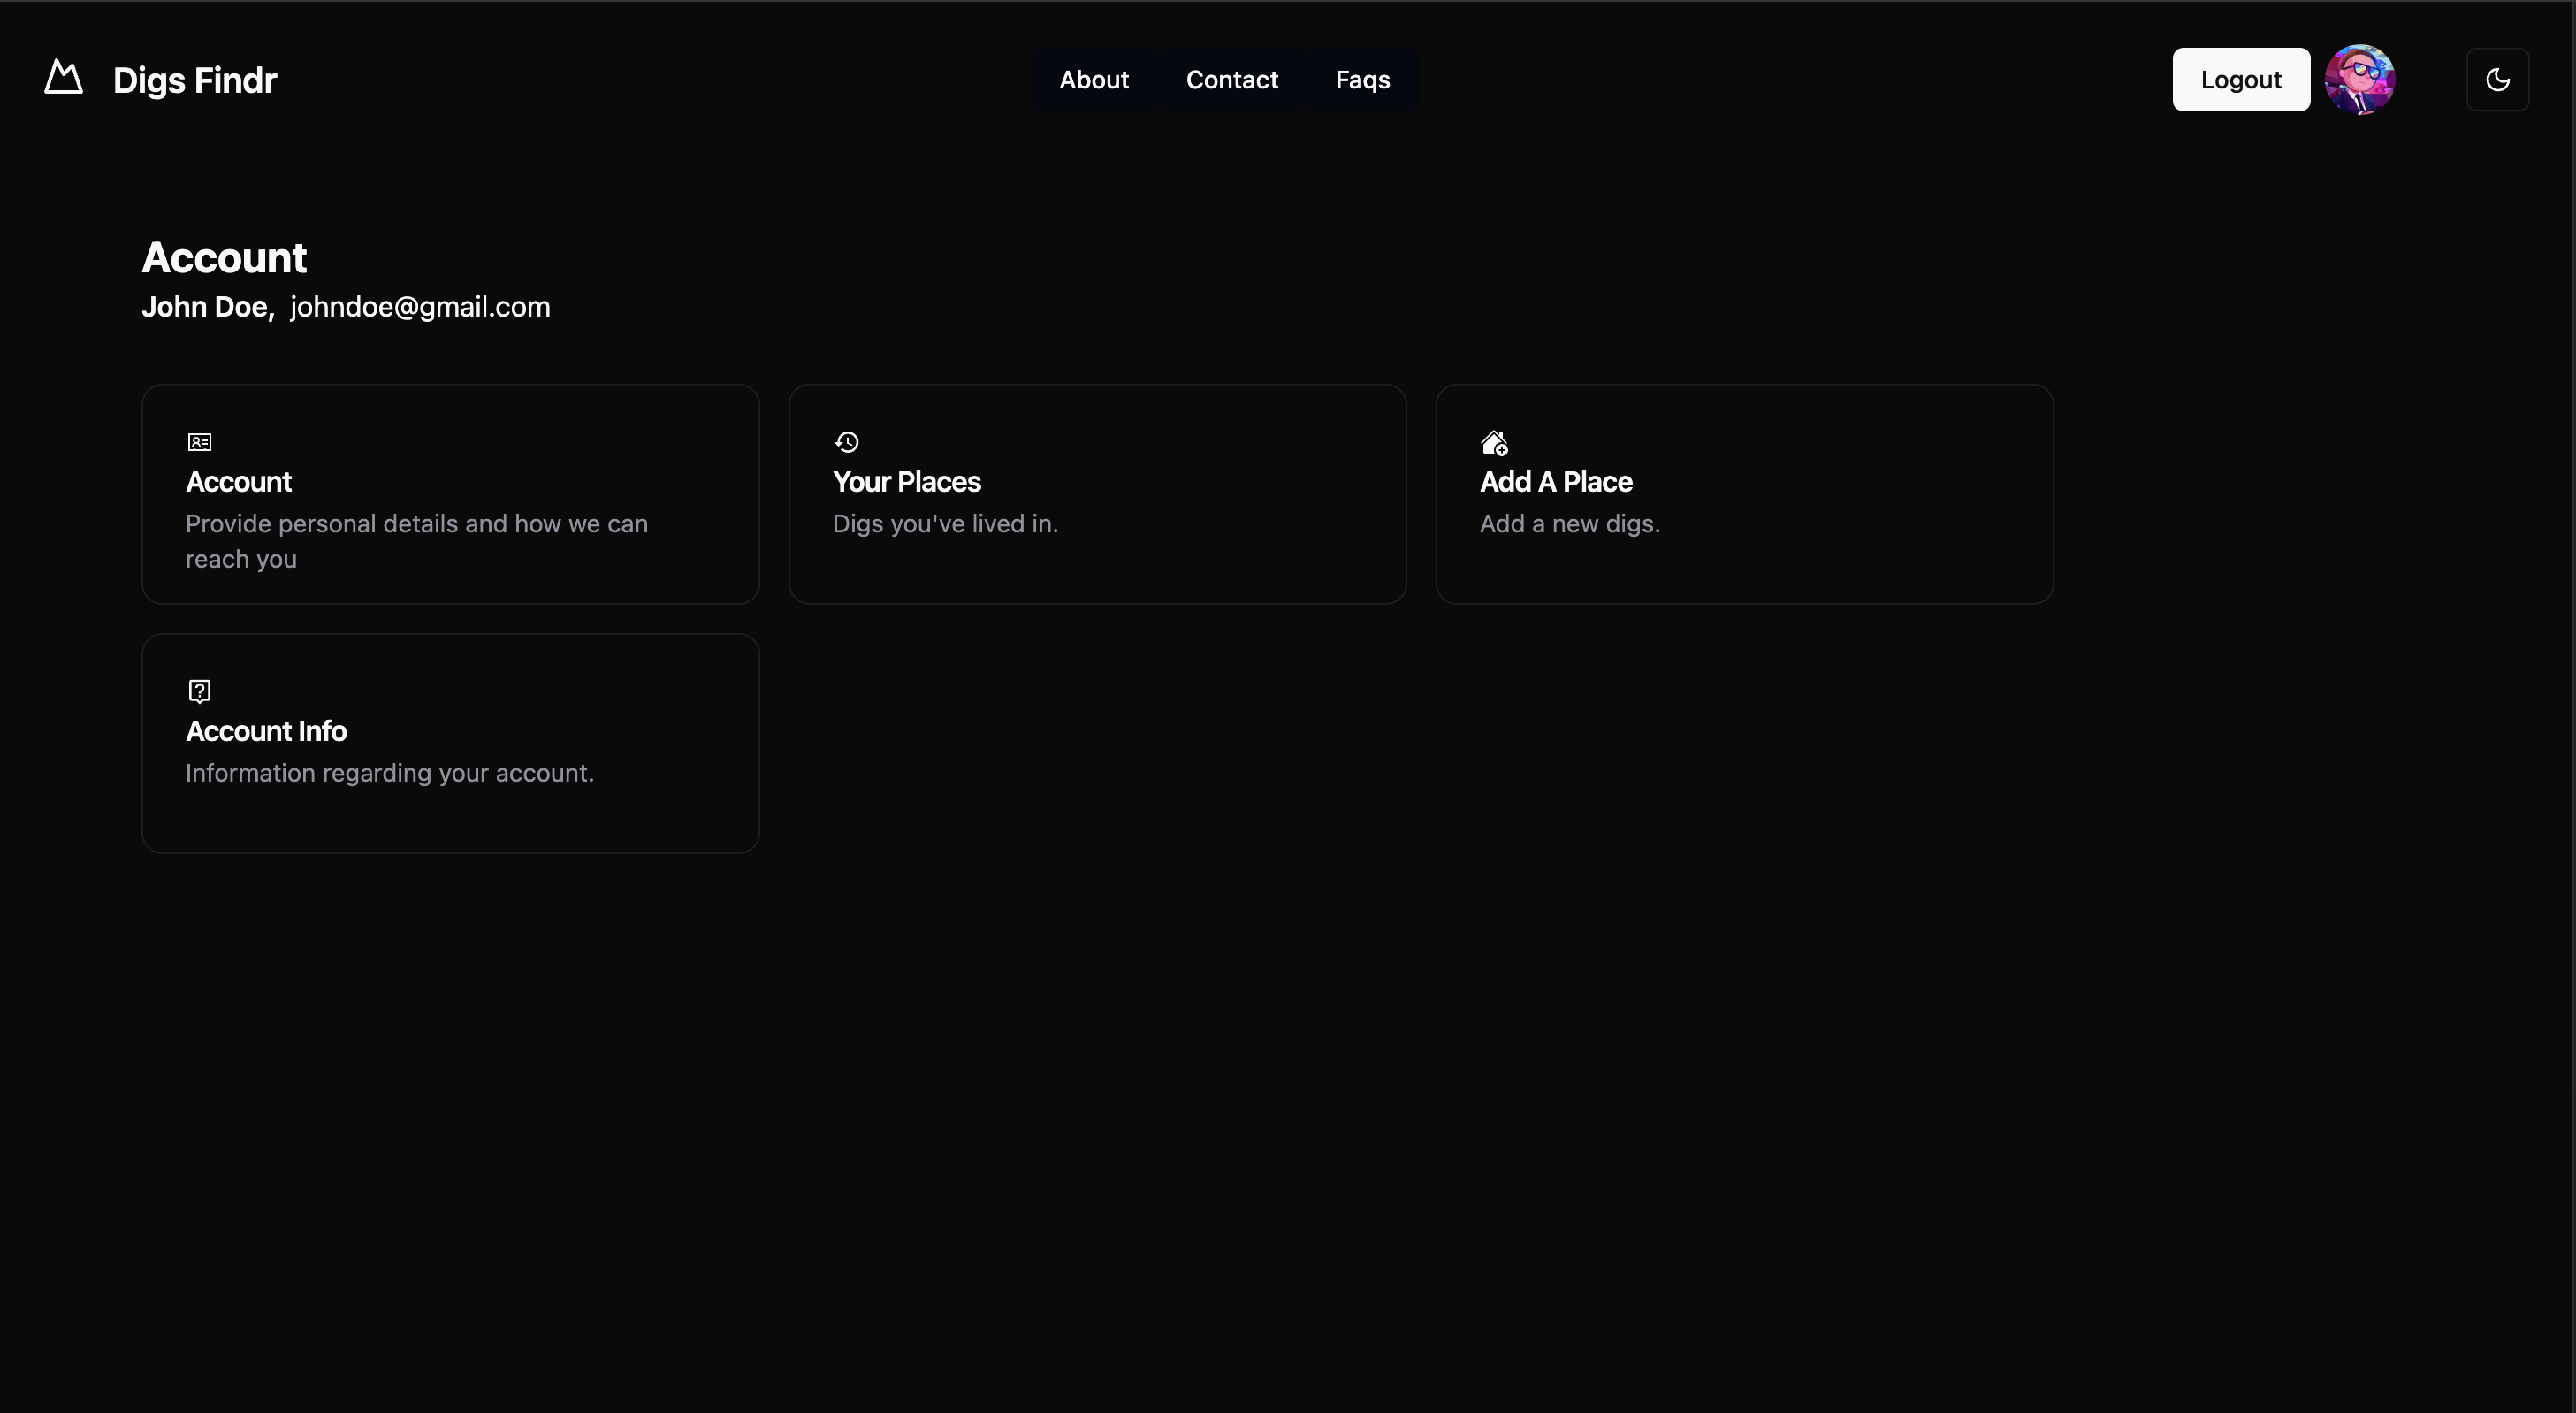 Digs Findr
About Contact Faqs
Logout
Account
John Doe, johndoe@gmail.com
Account
Provide personal details and how we can
reach you
Your Places
Digs you've lived in.
Add A Place
Add a new digs.
Account Info
Information regarding your account.